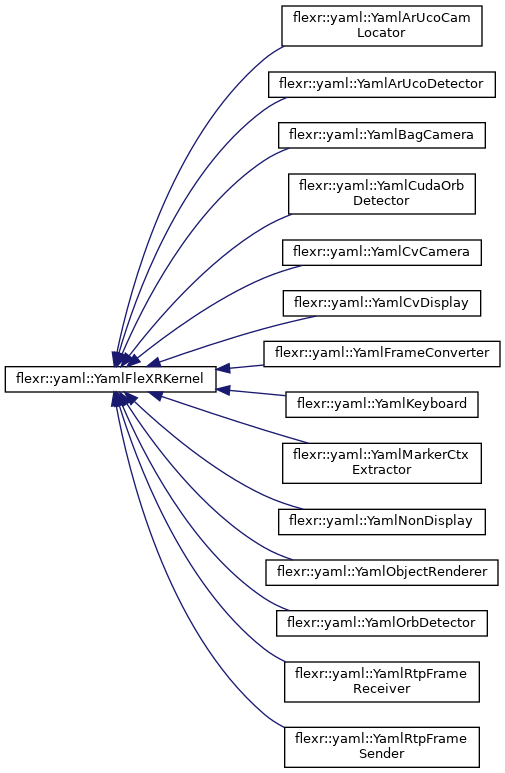 flexr::yaml::YamlArUcoCam
Locator
flexr::yaml::YamlArUcoDetector
flexr::yaml::YamlBagCamera
flexr::yaml::YamlCudaOrb
Detector
flexr::yaml::YamlCvCamera
flexr::yaml::YamlCvDisplay
flexr::yaml::YamlFrameConverter
flexr::yaml::YamlFleXRKernel
flexr::yaml::YamlKeyboard
flexr::yaml::YamlMarkerCtx
Extractor
flexr::yaml::YamlNonDisplay
flexr::yaml::YamlObjectRenderer
flexr::yaml::YamlOrbDetector
flexr::yaml::YamlRtpFrame
Receiver
flexr::yaml::YamlRtpFrame
Sender